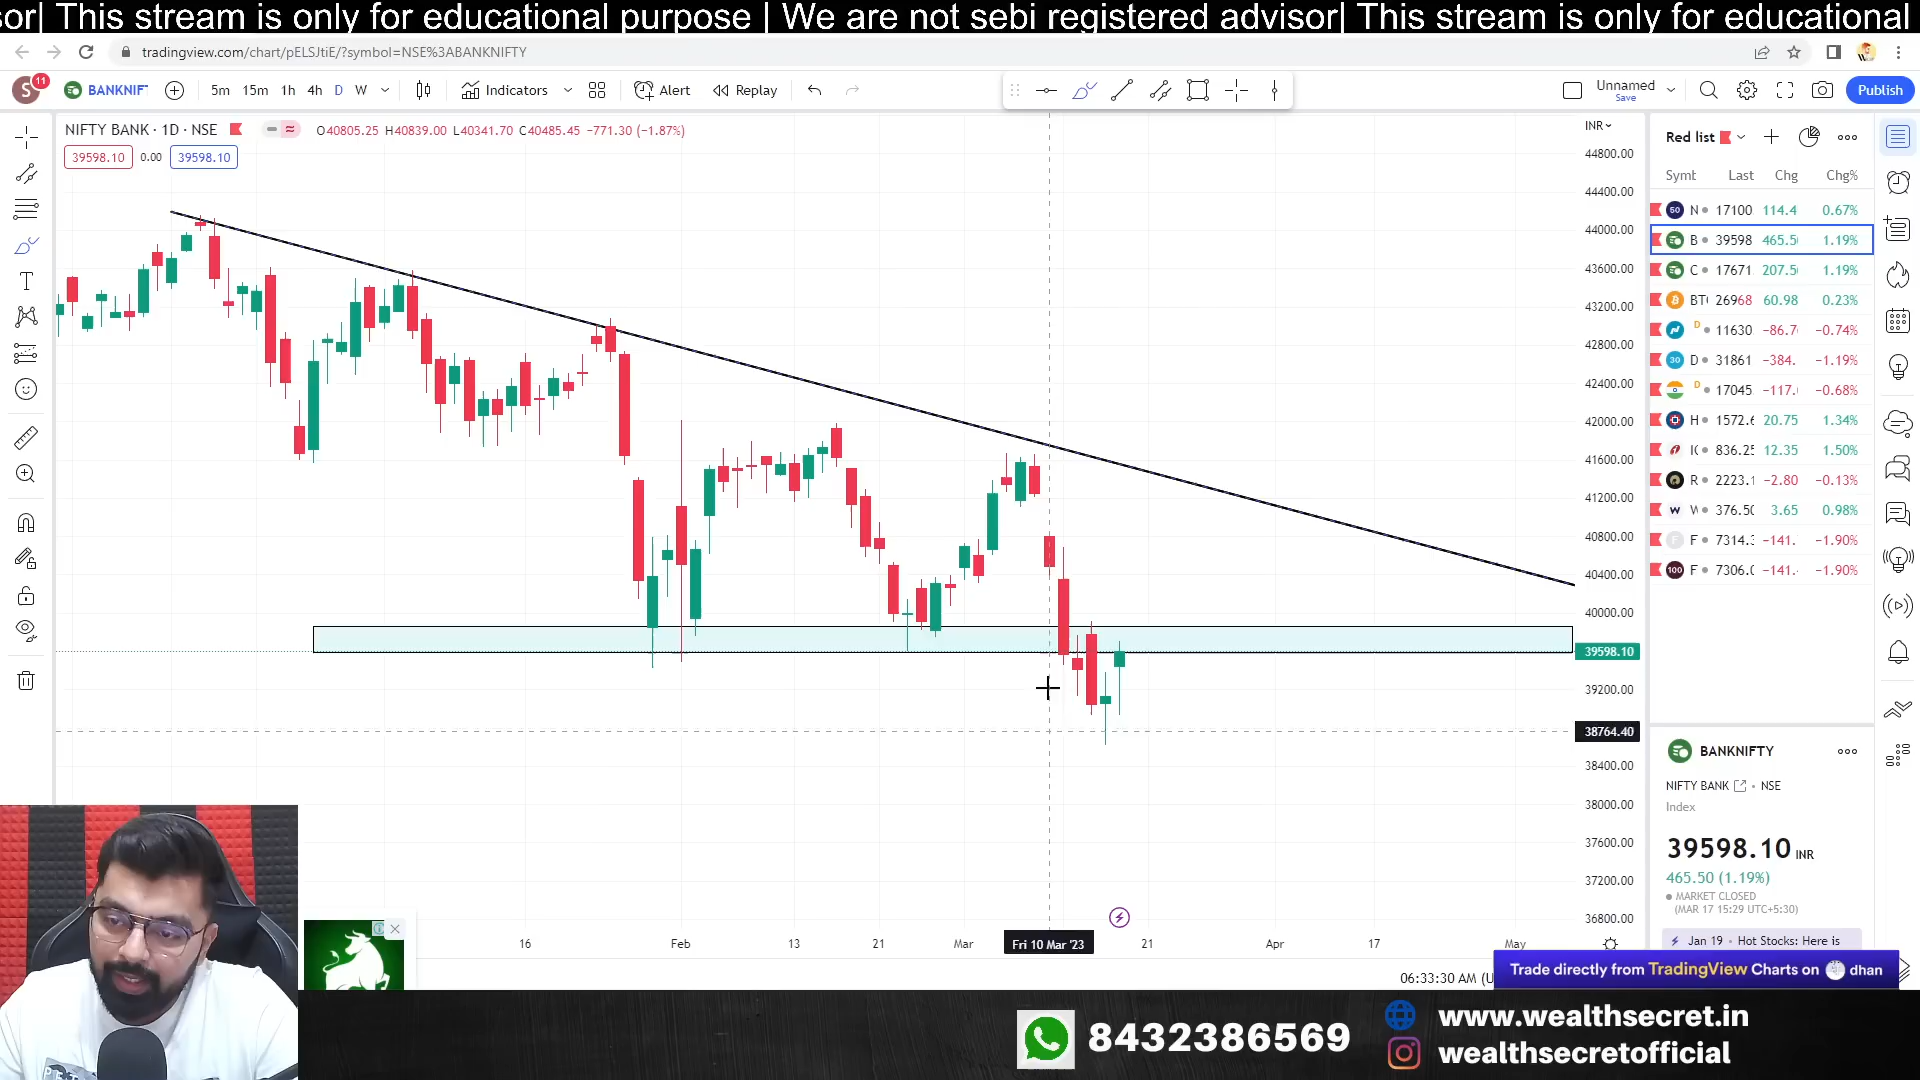 sor| This stream is only for educational purpose | We are not sebi registered advisor| This stream is only for educational
tradingview.com/chart/pELSJtiE/?symbol=NSE%3ABANKNIFTY
S 11 BANKNIF 5m 15m 1h 4h D W Indicators Alert Replay Unnamed Save Publish
NIFTY BANK · 1D · NSE O40805.25 H40839.00 L40341.70 C40485.45 −771.30 (−1.87%)
39598.10 0.00 39598.10
INR
44800.00
44400.00
44000.00
43600.00
43200.00
42800.00
42400.00
42000.00
41600.00
41200.00
40800.00
40400.00
40000.00
39598.10
39200.00
38764.40
38400.00
38000.00
37600.00
37200.00
36800.00
16 Feb 13 21 Mar Fri 10 Mar '23 21 Apr 17 May
06:33:30 AM (U
Red list
Symt Last Chg Chg%
50 N 17100 114.4 0.67%
B 39598 465.5 1.19%
C 17671 207.5 1.19%
BT 26968 60.98 0.23%
D 11630 −86.7 −0.74%
30 D 31861 −384. −1.19%
D 17045 −117. −0.68%
H 1572.6 20.75 1.34%
IC 836.25 12.35 1.50%
R 2223.1 −2.80 −0.13%
W 376.50 3.65 0.98%
F F 7314.3 −141. −1.90%
100 F 7306.0 −141. −1.90%
BANKNIFTY
NIFTY BANK · NSE
Index
39598.10 INR
465.50 (1.19%)
MARKET CLOSED
(MAR 17 15:29 UTC+5:30)
Jan 19 · Hot Stocks: Here is
Trade directly from TradingView Charts on dhan
8432386569
www.wealthsecret.in
wealthsecretofficial